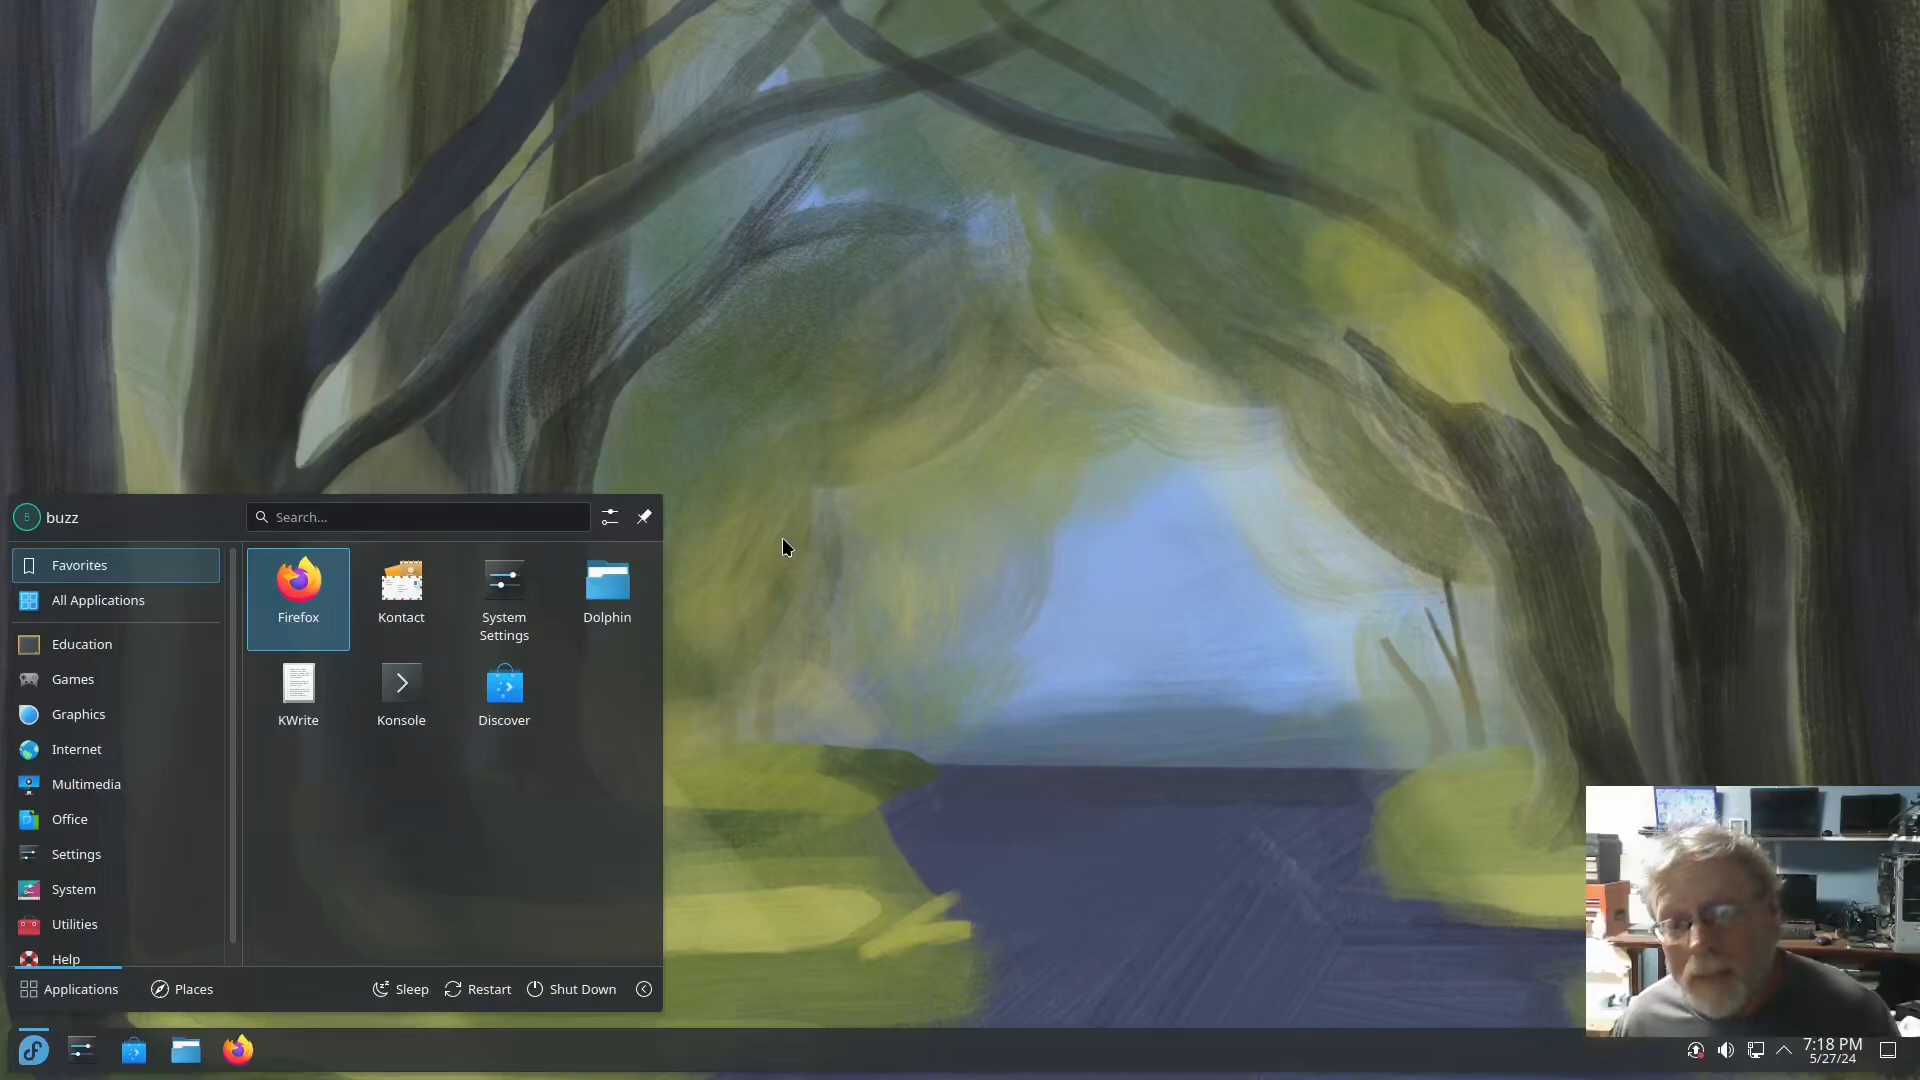 buzz
Search...
Favorites
All Applications
Education
Games
Graphics
Internet
Multimedia
Office
Settings
System
Utilities
Help
Firefox
Kontact
System
Settings
Dolphin
KWrite
Konsole
Discover
Applications
Places
Sleep
Restart
Shut Down
7:18 PM
5/27/24